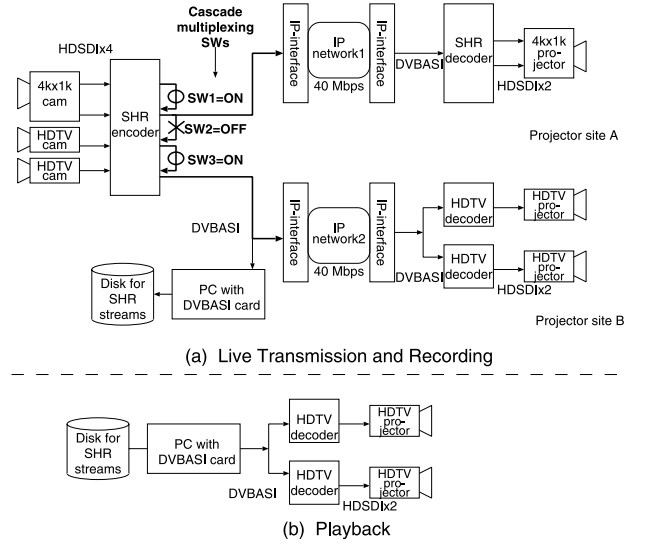 Cascade
multiplexing
SWs
HDSDIx4
4kx1k
cam
HDTV
cam
HDTV
cam
SHR
encoder
SW1=ON
SW2=OFF
SW3=ON
IP-interface
IP
network1
40 Mbps
IP-interface
DVBASI
SHR
decoder
HDSDIx2
4kx1k
pro-
jector
Projector site A
DVBASI
IP-interface
IP
network2
40 Mbps
IP-interface
DVBASI
HDTV
decoder
HDTV
pro-
jector
HDTV
decoder
HDSDIx2
HDTV
pro-
jector
Disk for
SHR
streams
PC with
DVBASI card
Projector site B
(a) Live Transmission and Recording
Disk for
SHR
streams
PC with
DVBASI card
DVBASI
HDTV
decoder
HDTV
pro-
jector
HDTV
decoder
HDSDIx2
HDTV
pro-
jector
(b) Playback